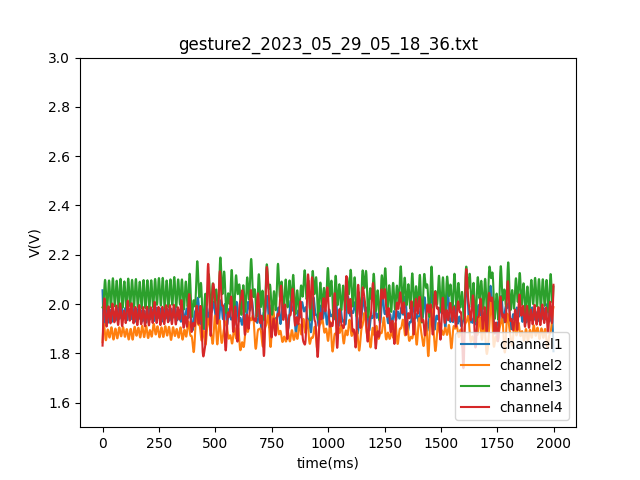 gesture2_2023_05_29_05_18_36.txt
3.0
2.8
2.6
2.4
2.2
2.0
1.8
1.6
V(V)
channel1
channel2
channel3
channel4
0 250 500 750 1000 1250 1500 1750 2000
time(ms)